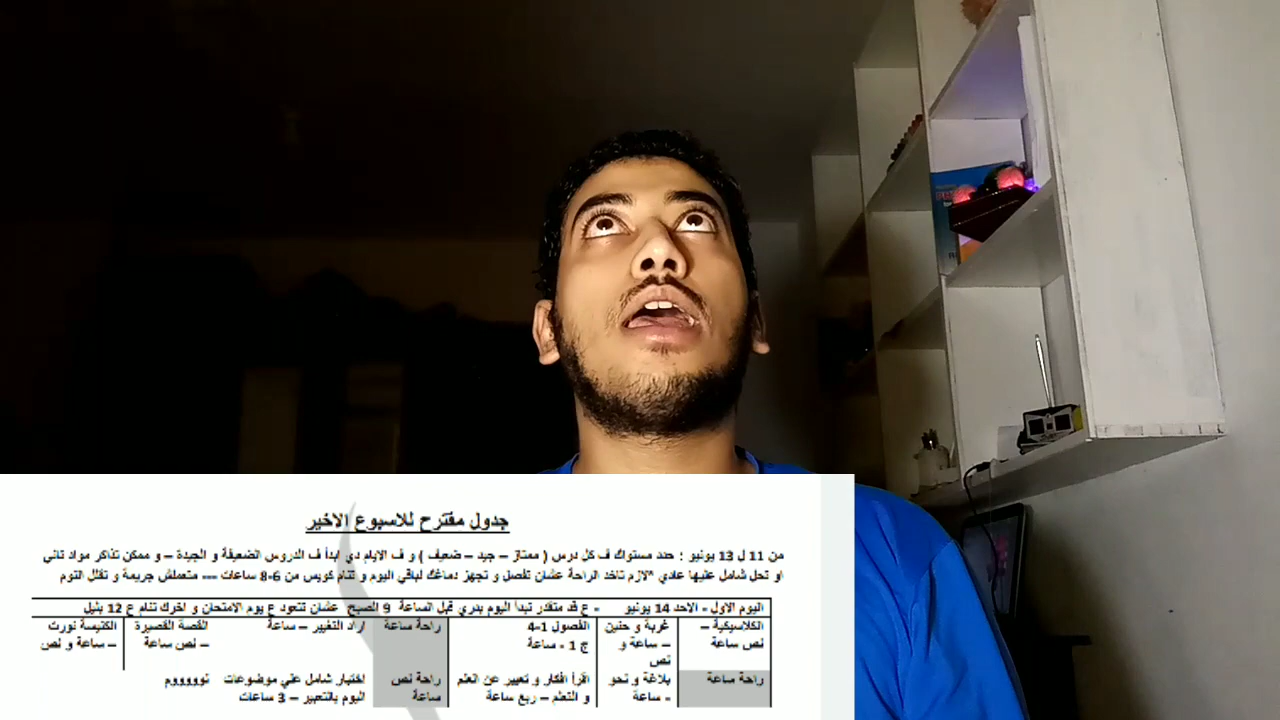 جدول مقترح للاسبوع الاخير
من 11 ل 13 يونيو : حدد مستواك ف كل درس ( ممتاز – جيد – ضعيف ) و ف الايام دي ابدأ ف الدروس الضعيفة و الجيدة – و ممكن تذاكر مواد تاني
او تحل شامل عليها عادي *لازم تاخد الراحة عشان تفصل و تجهز دماغك لباقي اليوم و تنام كويس من 6-8 ساعات --- متعملش جريمة و تقلل النوم
اليوم الاول - الاحد 14 يونيو - ع قد متقدر تبدأ اليوم بدري قبل الساعة 9 الصبح عشان تتعود ع يوم الامتحان و اخرك تنام ع 12 بليل
الكلاسيكية – نص ساعة
غربة و حنين – ساعة و نص
الفصول 1-4 ج 1 - ساعة
راحة ساعة
اراد التغيير – ساعة
القصة القصيرة – نص ساعة
الكنيسة نورت – ساعة و نص
راحة ساعة
بلاغة و نحو - ساعة
اقرأ أفكار و تعبير عن العلم و التعلم – ربع ساعة
راحة نص ساعة
اختبار شامل علي موضوعات اليوم بالتعبير – 3 ساعات
نوووووم